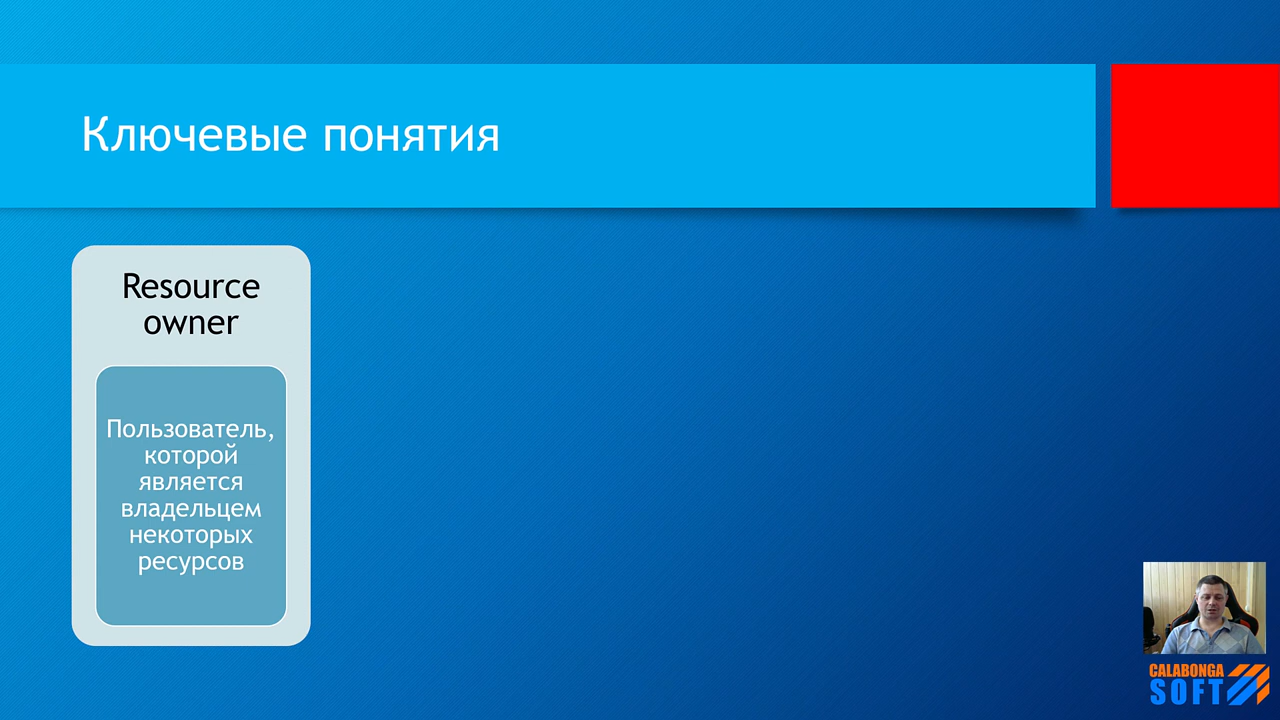 Ключевые понятия
Resource
owner
Пользователь,
которой
является
владельцем
некоторых
ресурсов
CALABONGA
SOFT